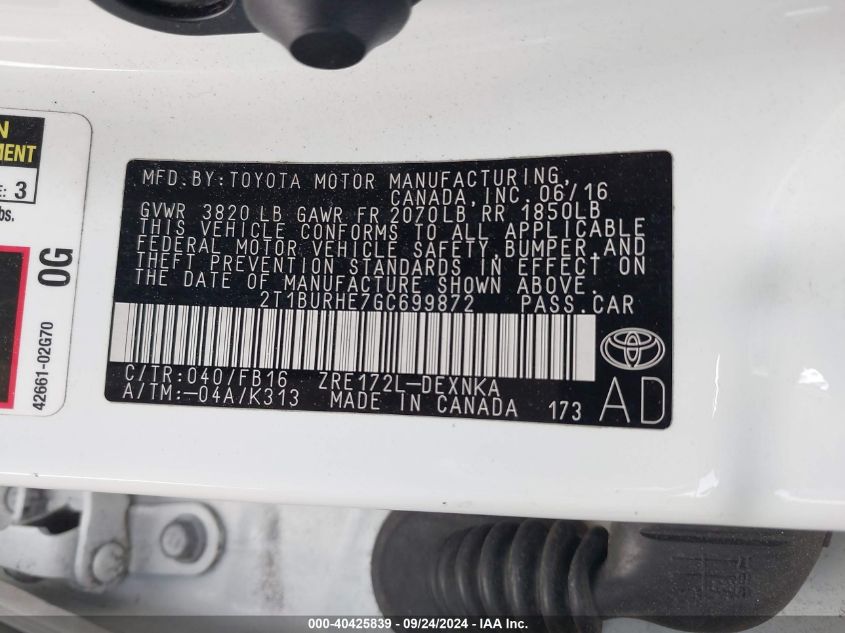 N
MENT
E: 3
bs.
0G
42661-02G70
MFD.BY:TOYOTA MOTOR MANUFACTURING,
CANADA,INC.06/16
GVWR 3820LB GAWR FR 2070LB RR 1850LB
THIS VEHICLE CONFORMS TO ALL APPLICABLE
FEDERAL MOTOR VEHICLE SAFETY,BUMPER,AND
THEFT PREVENTION STANDARDS IN EFFECT ON
THE DATE OF MANUFACTURE SHOWN ABOVE.
2T1BURHE7GC699872 PASS.CAR
C/TR:040/FB16 ZRE172L-DEXNKA
A/TM:-04A/K313 MADE IN CANADA 173 AD
000-40425839 - 09/24/2024 - IAA Inc.